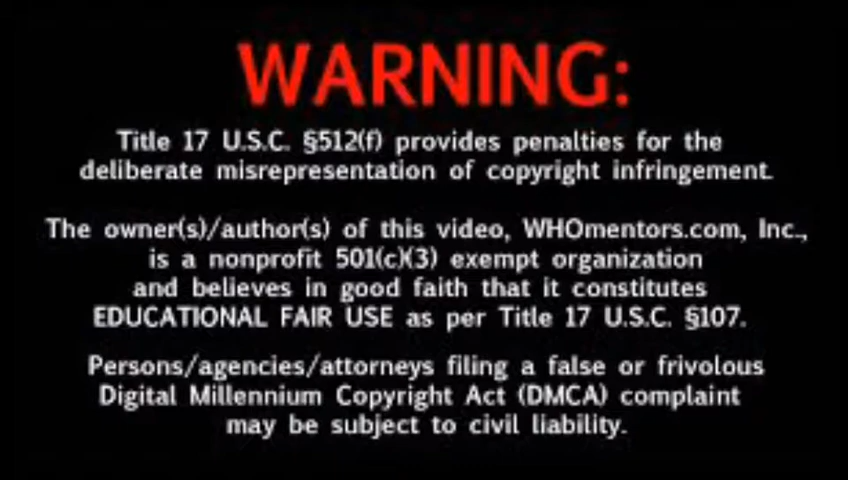 WARNING:
Title 17 U.S.C. §512(f) provides penalties for the
deliberate misrepresentation of copyright infringement.
The owner(s)/author(s) of this video, WHOmentors.com, Inc.,
is a nonprofit 501(c)(3) exempt organization
and believes in good faith that it constitutes
EDUCATIONAL FAIR USE as per Title 17 U.S.C. §107.
Persons/agencies/attorneys filing a false or frivolous
Digital Millennium Copyright Act (DMCA) complaint
may be subject to civil liability.